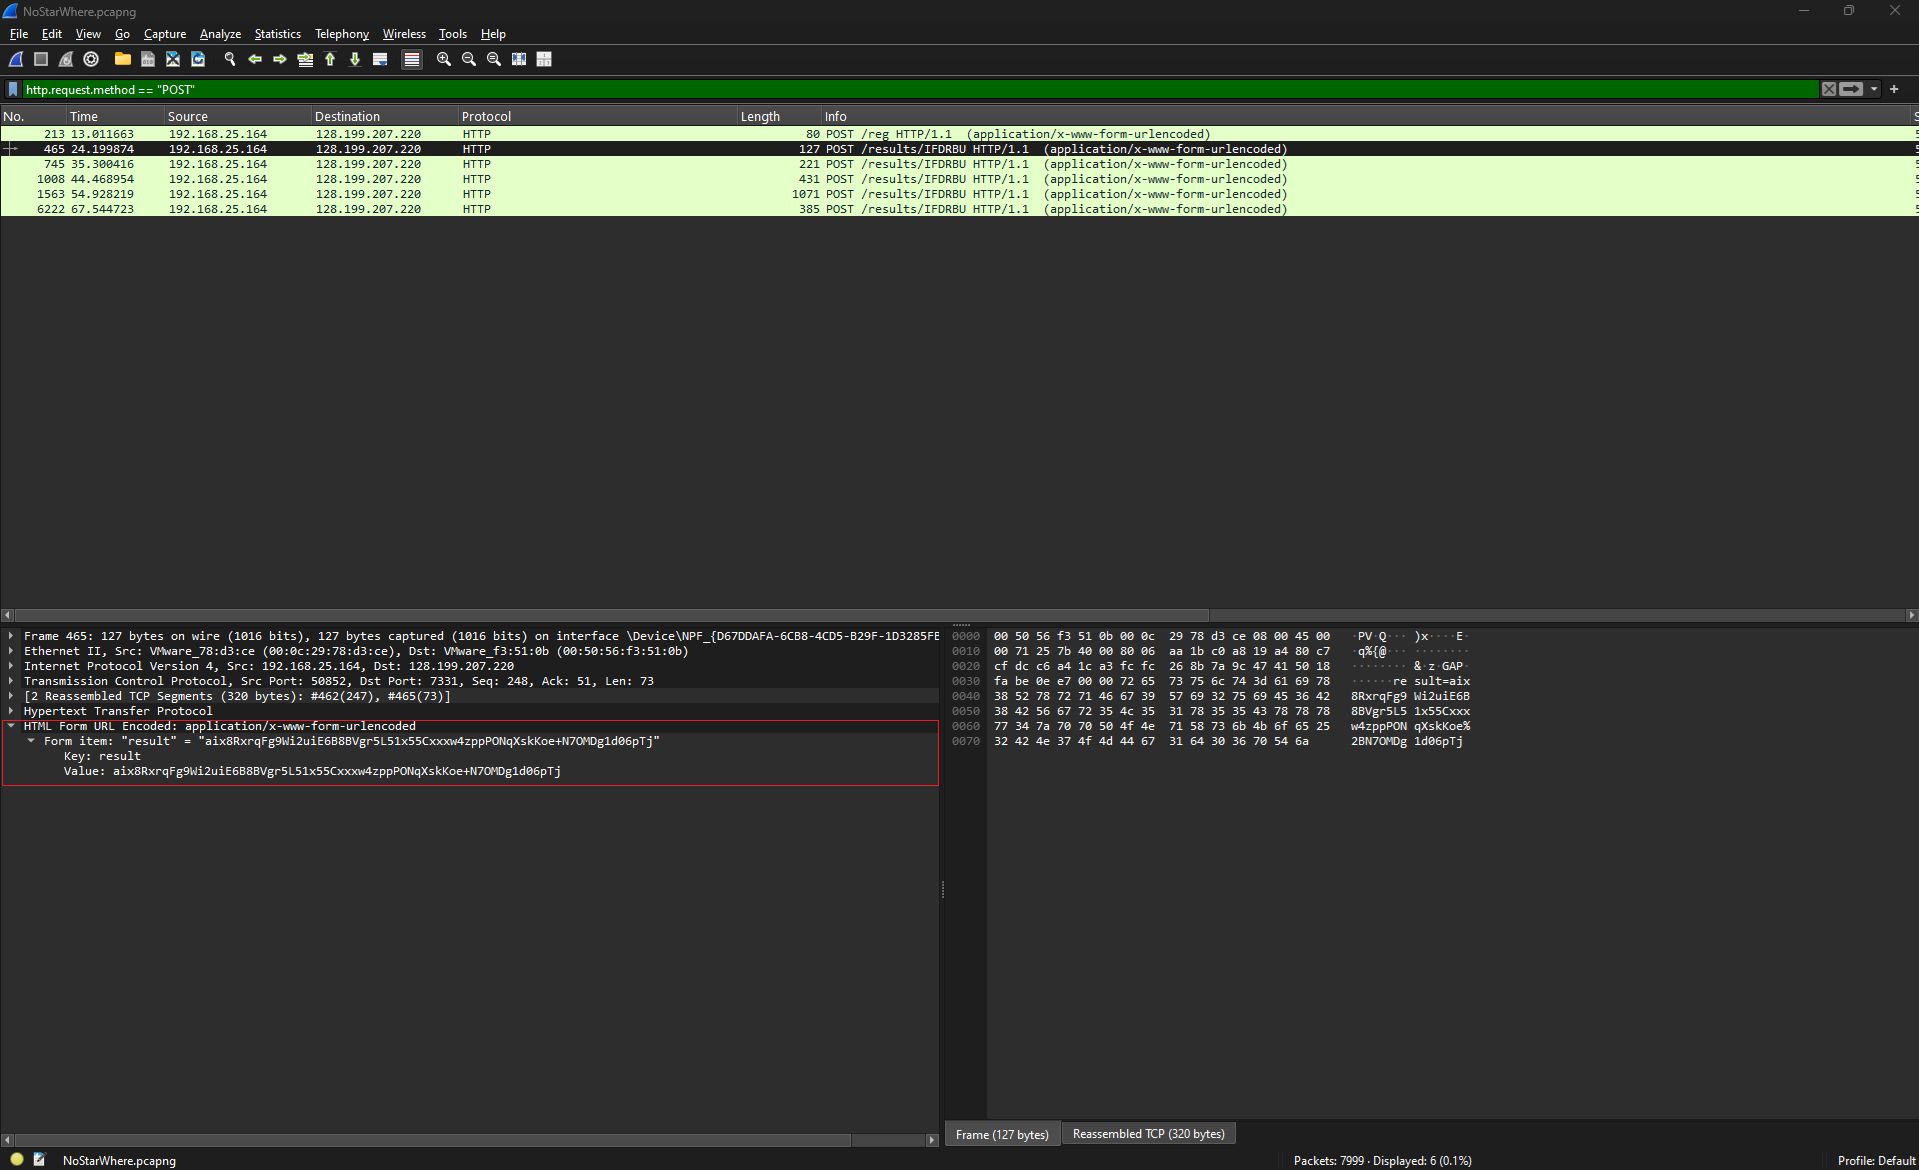 NoStarWhere.pcapng
File Edit View Go Capture Analyze Statistics Telephony Wireless Tools Help
http.request.method == "POST"
No. Time Source Destination Protocol Length Info
213 13.011663 192.168.25.164 128.199.207.220 HTTP 80 POST /reg HTTP/1.1 (application/x-www-form-urlencoded)
465 24.199874 192.168.25.164 128.199.207.220 HTTP 127 POST /results/IFDRBU HTTP/1.1 (application/x-www-form-urlencoded)
745 35.300416 192.168.25.164 128.199.207.220 HTTP 221 POST /results/IFDRBU HTTP/1.1 (application/x-www-form-urlencoded)
1008 44.468954 192.168.25.164 128.199.207.220 HTTP 431 POST /results/IFDRBU HTTP/1.1 (application/x-www-form-urlencoded)
1563 54.928219 192.168.25.164 128.199.207.220 HTTP 1071 POST /results/IFDRBU HTTP/1.1 (application/x-www-form-urlencoded)
6222 67.544723 192.168.25.164 128.199.207.220 HTTP 385 POST /results/IFDRBU HTTP/1.1 (application/x-www-form-urlencoded)
Frame 465: 127 bytes on wire (1016 bits), 127 bytes captured (1016 bits) on interface \Device\NPF_{D67DDAFA-6CB8-4CD5-B29F-1D3285FE
Ethernet II, Src: VMware_78:d3:ce (00:0c:29:78:d3:ce), Dst: VMware_f3:51:0b (00:50:56:f3:51:0b)
Internet Protocol Version 4, Src: 192.168.25.164, Dst: 128.199.207.220
Transmission Control Protocol, Src Port: 50852, Dst Port: 7331, Seq: 248, Ack: 51, Len: 73
[2 Reassembled TCP Segments (320 bytes): #462(247), #465(73)]
Hypertext Transfer Protocol
HTML Form URL Encoded: application/x-www-form-urlencoded
Form item: "result" = "aix8RxrqFg9Wi2uiE6B8BVgr5L51x55Cxxxw4zppPONqXskKoe+N7OMDg1d06pTj"
Key: result
Value: aix8RxrqFg9Wi2uiE6B8BVgr5L51x55Cxxxw4zppPONqXskKoe+N7OMDg1d06pTj
0000 00 50 56 f3 51 0b 00 0c 29 78 d3 ce 08 00 45 00 ·PV·Q··· )x····E·
0010 00 71 25 7b 40 00 80 06 aa 1b c0 a8 19 a4 80 c7 ·q%{@··· ········
0020 cf dc c6 a4 1c a3 fc fc 26 8b 7a 9c 47 41 50 18 ········ &·z·GAP·
0030 fa be 0e e7 00 00 72 65 73 75 6c 74 3d 61 69 78 ······re sult=aix
0040 38 52 78 72 71 46 67 39 57 69 32 75 69 45 36 42 8RxrqFg9 Wi2uiE6B
0050 38 42 56 67 72 35 4c 35 31 78 35 35 43 78 78 78 8BVgr5L5 1x55Cxxx
0060 77 34 7a 70 70 50 4f 4e 71 58 73 6b 4b 6f 65 25 w4zppPON qXskKoe%
0070 32 42 4e 37 4f 4d 44 67 31 64 30 36 70 54 6a 2BN7OMDg 1d06pTj
Frame (127 bytes) Reassembled TCP (320 bytes)
NoStarWhere.pcapng Packets: 7999 · Displayed: 6 (0.1%) Profile: Default